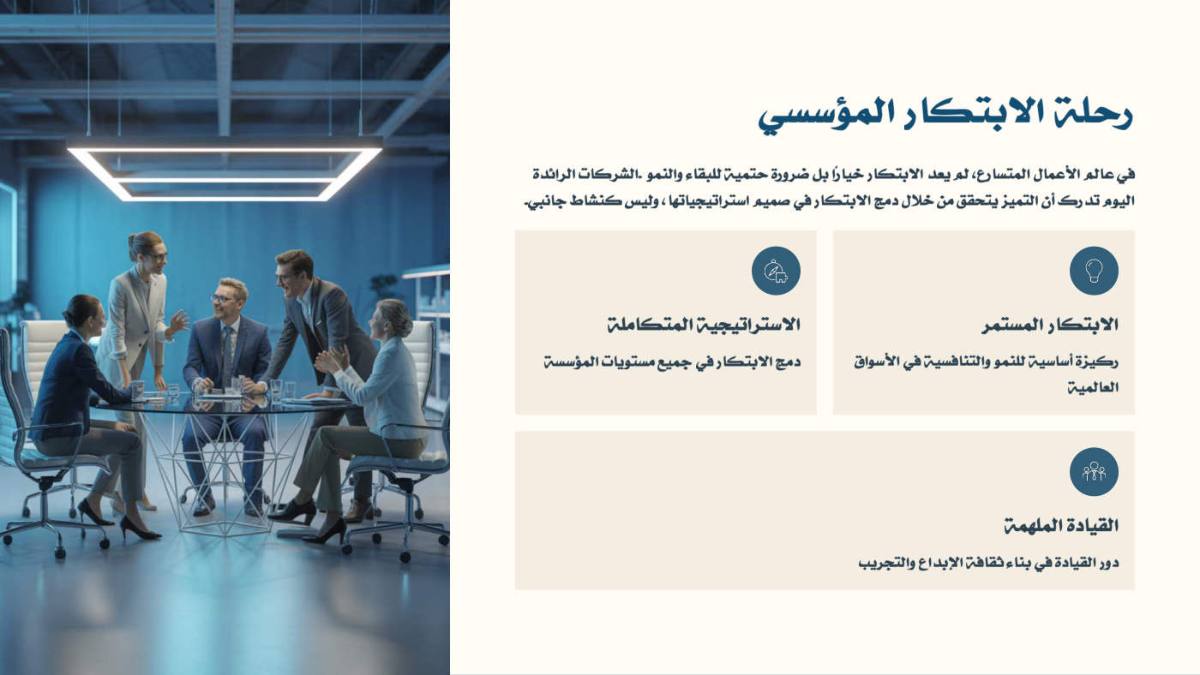 رحلة الابتكار المؤسسي
في عالم الأعمال المتسارع، لم يعد الابتكار خيارًا بل ضرورة حتمية للبقاء والنمو .الشركات الرائدة
اليوم تدرك أن التميز يتحقق من خلال دمج الابتكار في صميم استراتيجياتها ، وليس كنشاط جانبي.
الابتكار المستمر
ركيزة أساسية للنمو والتنافسية في الأسواق
العالمية
الاستراتيجية المتكاملة
دمج الابتكار في جميع مستويات المؤسسة
القيادة الملهمة
دور القيادة في بناء ثقافة الإبداع والتجريب